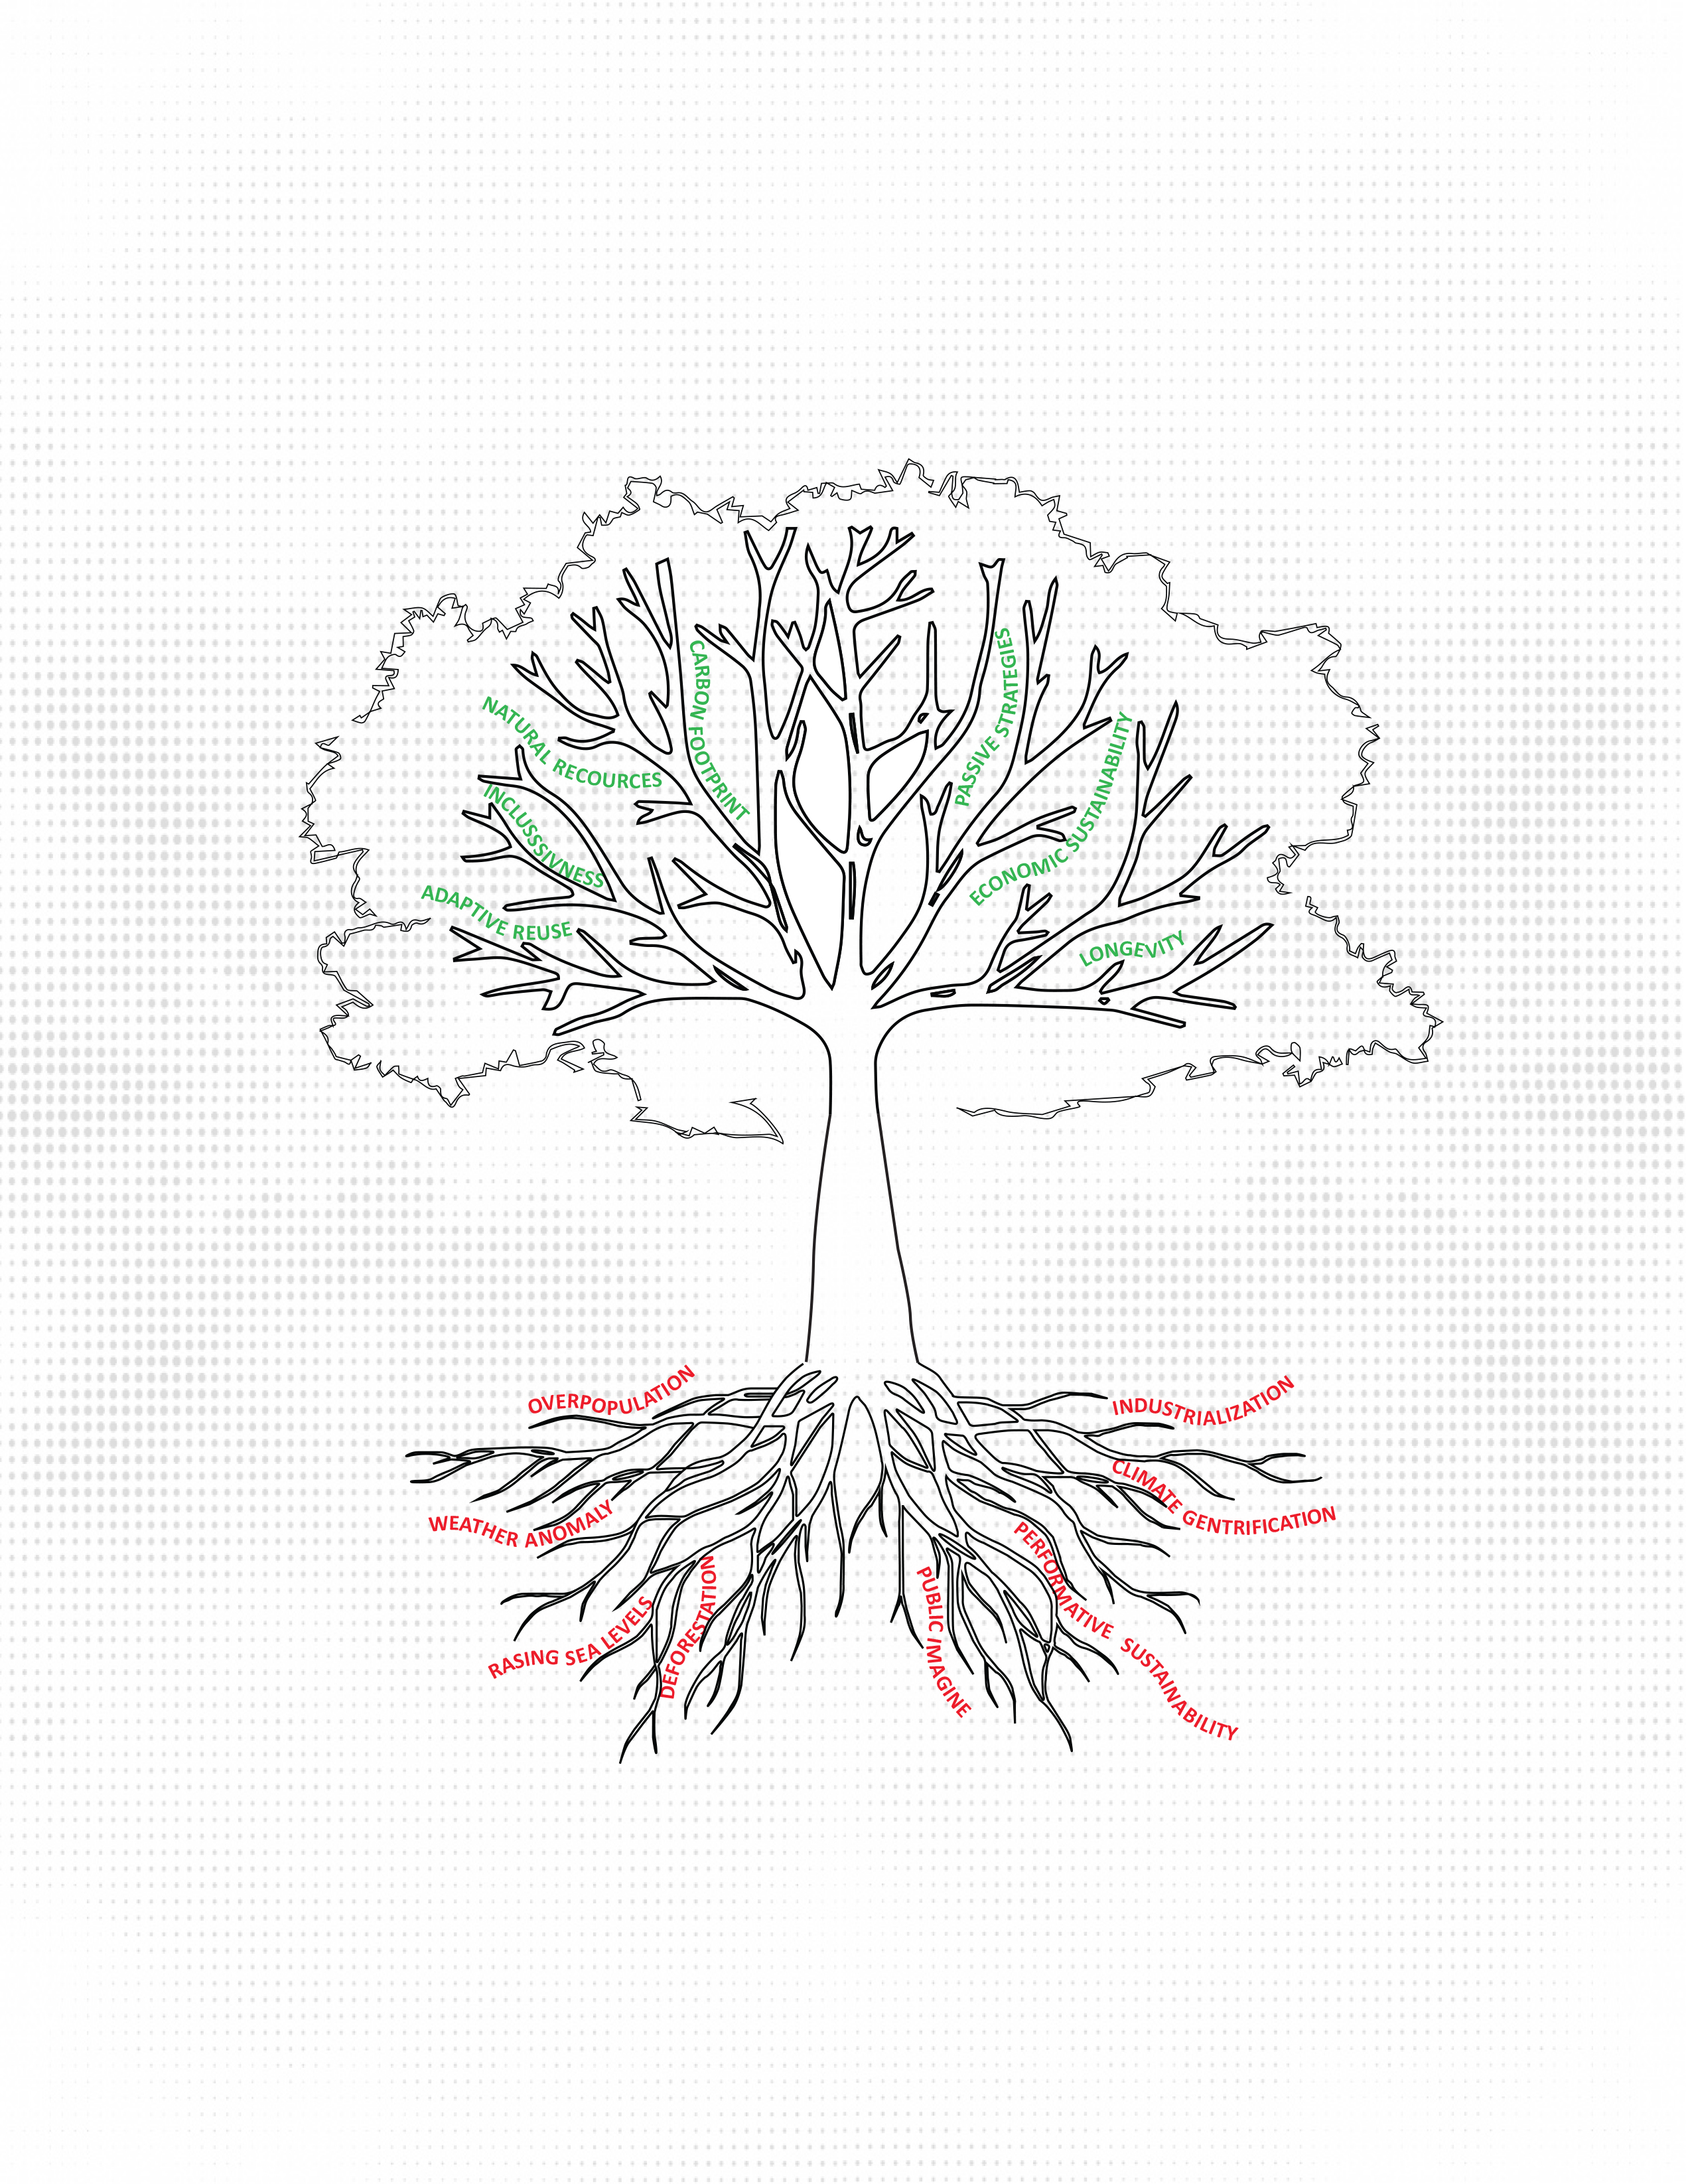 CARBON FOOTPRINT
PASSIVE STRATEGIES
NATURAL RECOURCES
ECONOMIC SUSTAINABILITY
INCLUSSSIVNESS
ADAPTIVE REUSE
LONGEVITY
OVERPOPULATION
INDUSTRIALIZATION
WEATHER ANOMALY
CLIMATE GENTRIFICATION
RASING SEA LEVELS
DEFORESTATION
PUBLIC IMAGINE
PERFORMATIVE SUSTAINABILITY